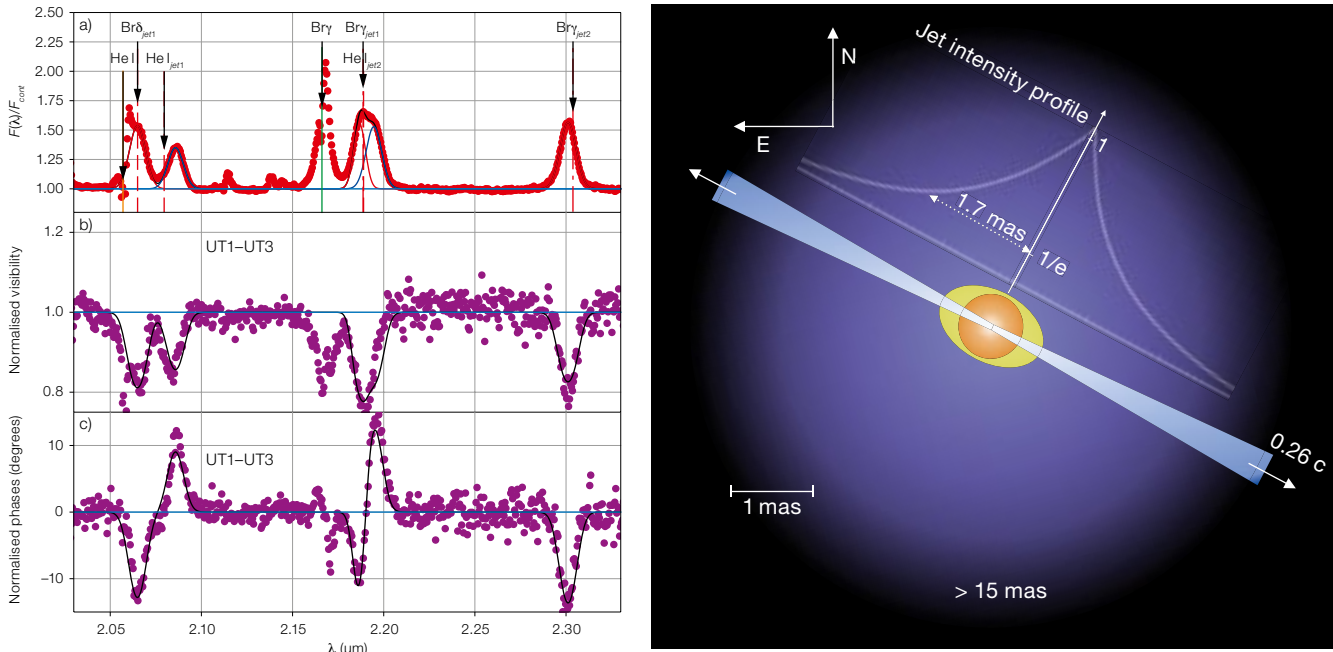 a)
Brδjet1
Brγ
Brγjet1
Brγjet2
He I
He Ijet1
He Ijet2
F(λ)/Fcont
2.50
2.25
2.00
1.75
1.50
1.25
1.00
b)
UT1–UT3
Normalised visibility
1.2
1.0
0.8
c)
UT1–UT3
Normalised phases (degrees)
10
0
–10
2.05 2.10 2.15 2.20 2.25 2.30
λ (um)
N
E
Jet intensity profile
1
1.7 mas
1/e
0.26 c
1 mas
> 15 mas